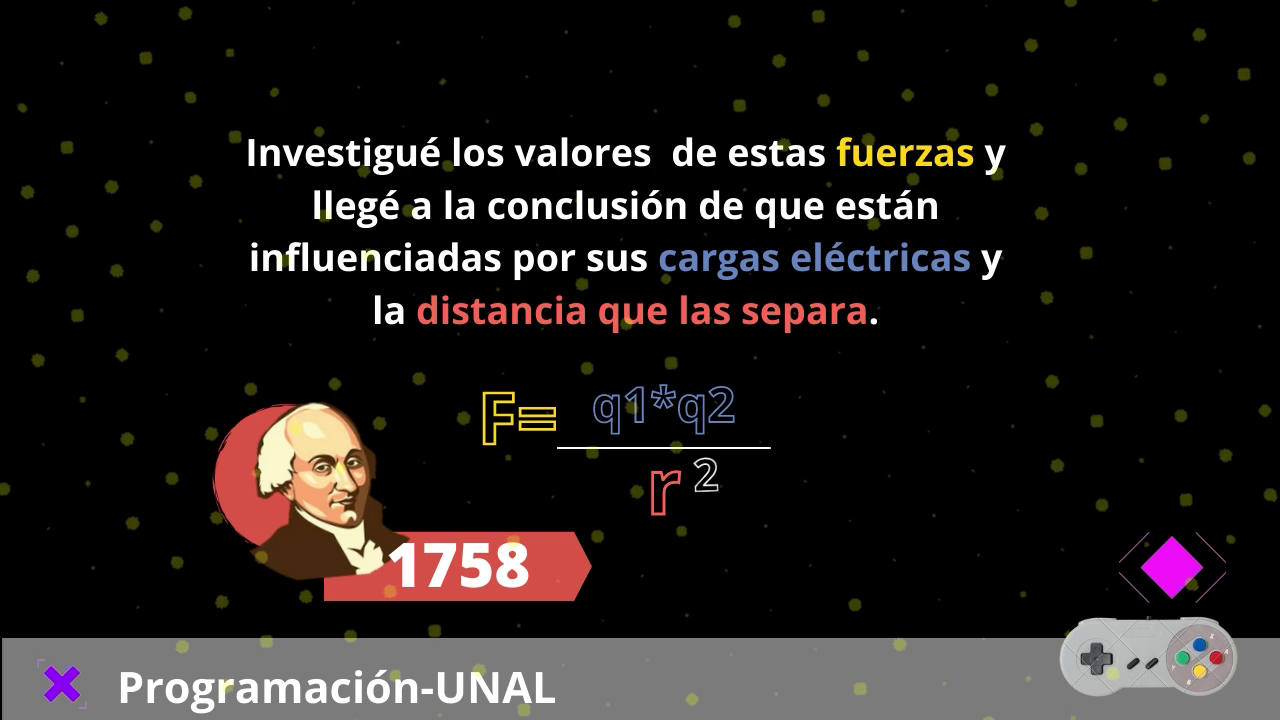 Investigué los valores  de estas fuerzas y
llegé a la conclusión de que están
influenciadas por sus cargas eléctricas y
la distancia que las separa.
F= q1*q2
r 2
1758
Programación-UNAL